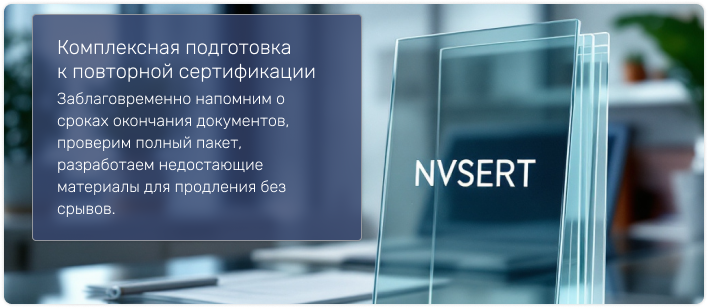 Комплексная подготовка
к повторной сертификации
Заблаговременно напомним о
сроках окончания документов,
проверим полный пакет,
разработаем недостающие
материалы для продления без
срывов.
NVSERT